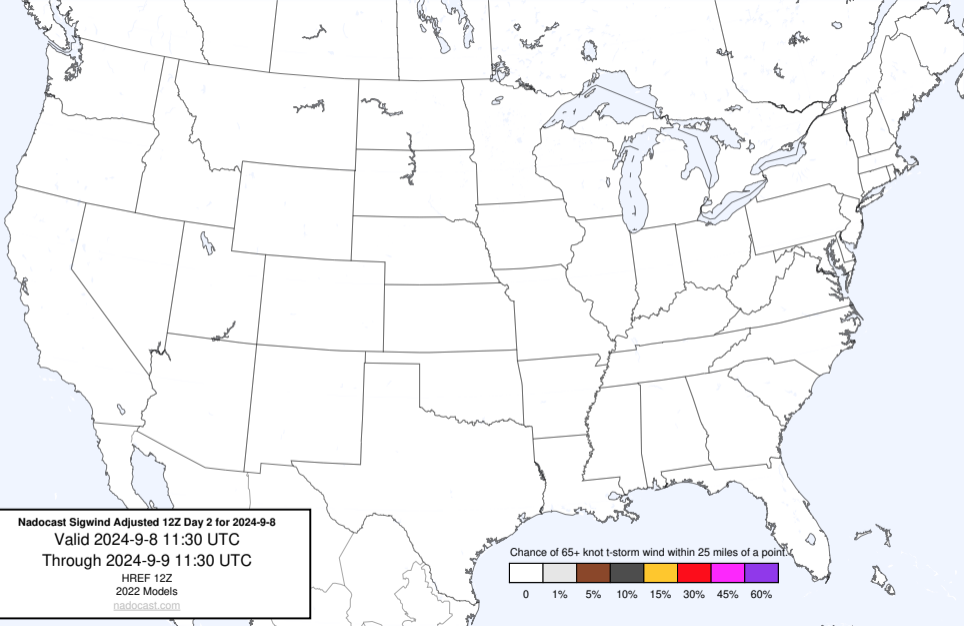 Nadocast Sigwind Adjusted 12Z Day 2 for 2024-9-8
Valid 2024-9-8 11:30 UTC
Through 2024-9-9 11:30 UTC
HREF 12Z
2022 Models
nadocast.com
Chance of 65+ knot t-storm wind within 25 miles of a point.
0 1% 5% 10% 15% 30% 45% 60%